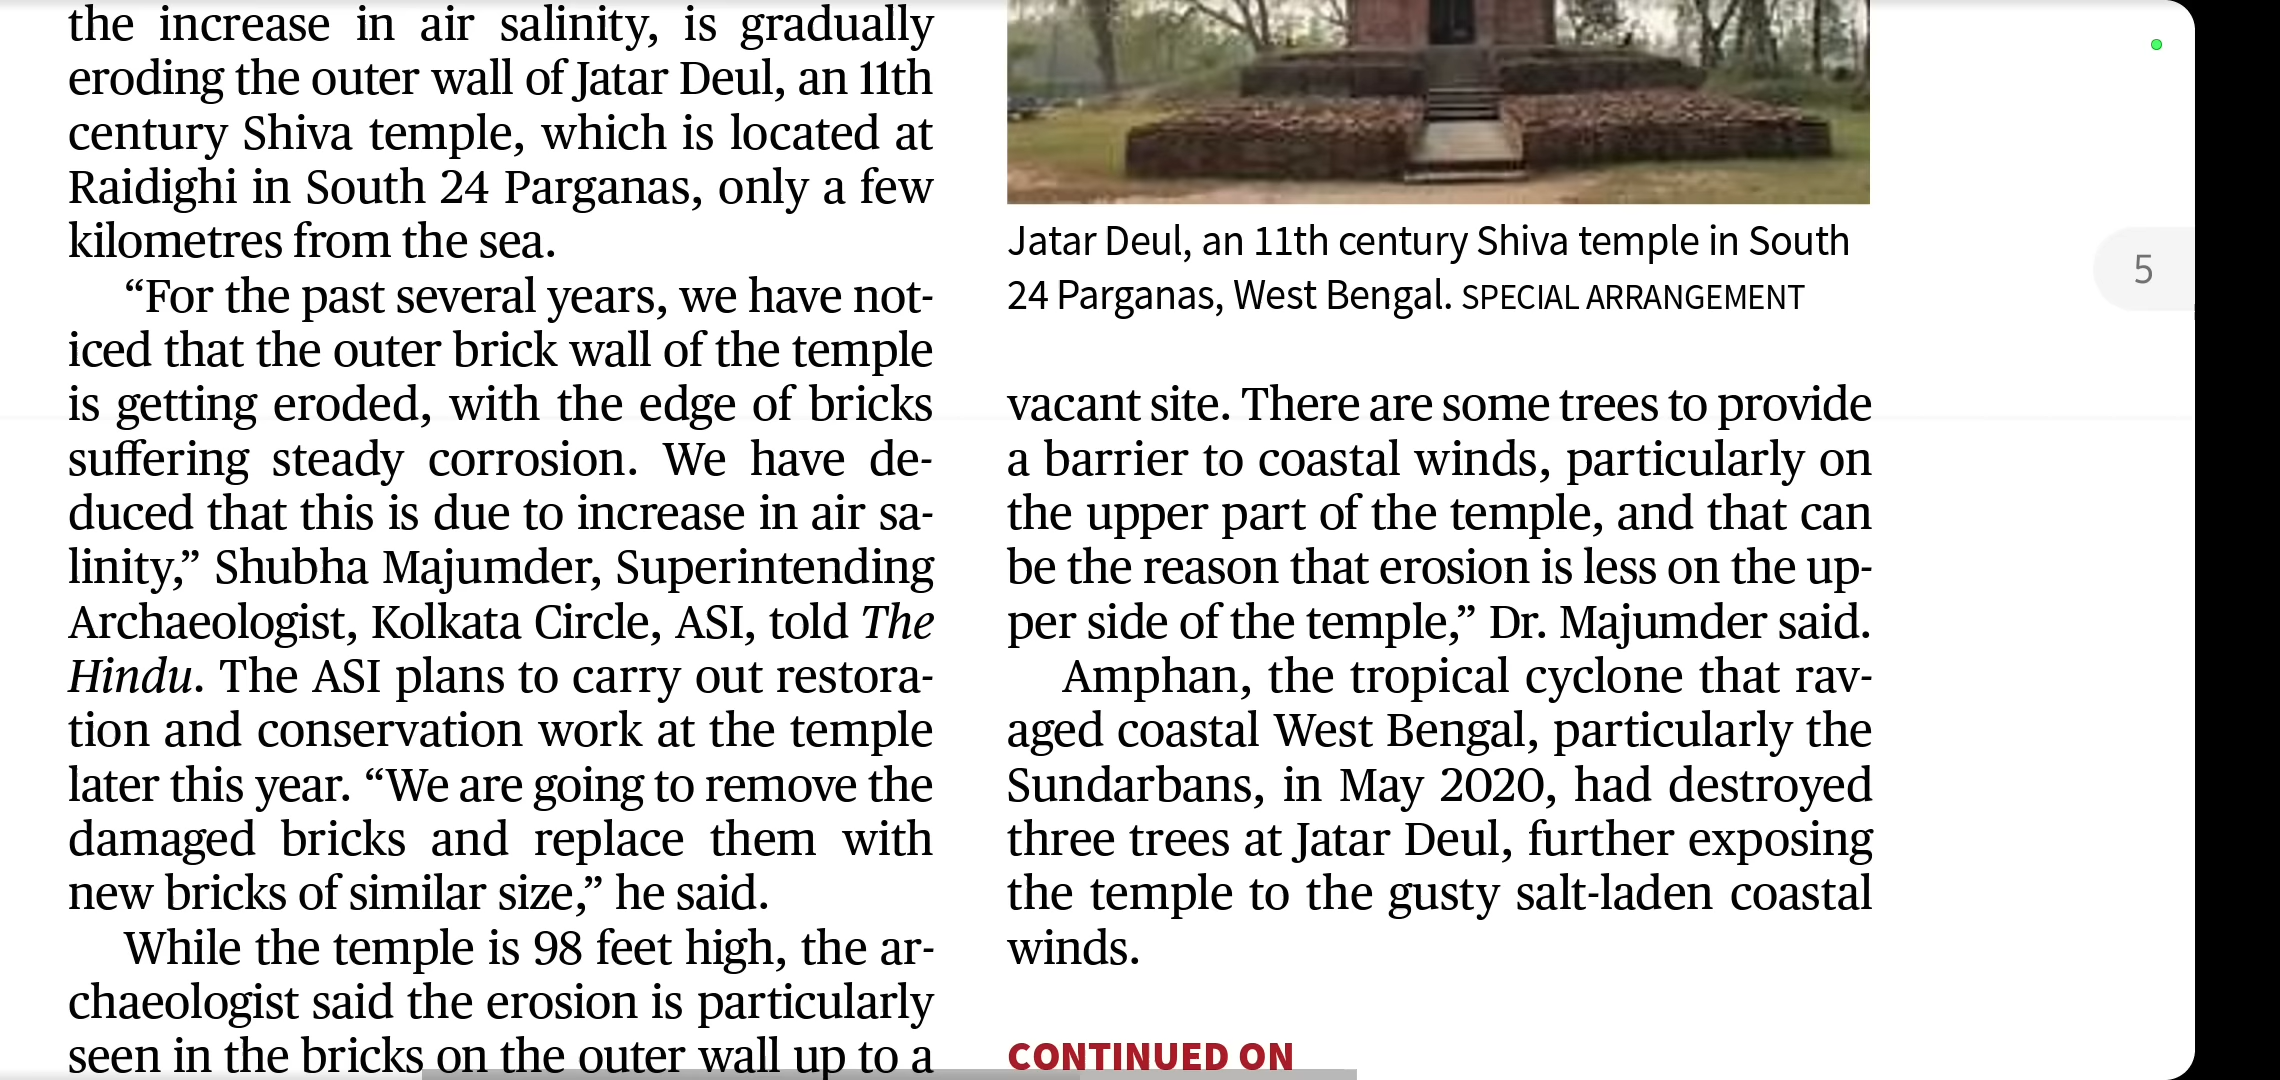 the increase in air salinity, is gradually
eroding the outer wall of Jatar Deul, an 11th
century Shiva temple, which is located at
Raidighi in South 24 Parganas, only a few
kilometres from the sea.
“For the past several years, we have not-
iced that the outer brick wall of the temple
is getting eroded, with the edge of bricks
suffering steady corrosion. We have de-
duced that this is due to increase in air sa-
linity,” Shubha Majumder, Superintending
Archaeologist, Kolkata Circle, ASI, told The
Hindu. The ASI plans to carry out restora-
tion and conservation work at the temple
later this year. “We are going to remove the
damaged bricks and replace them with
new bricks of similar size,” he said.
While the temple is 98 feet high, the ar-
chaeologist said the erosion is particularly
seen in the bricks on the outer wall up to a
Jatar Deul, an 11th century Shiva temple in South
24 Parganas, West Bengal. SPECIAL ARRANGEMENT
vacant site. There are some trees to provide
a barrier to coastal winds, particularly on
the upper part of the temple, and that can
be the reason that erosion is less on the up-
per side of the temple,” Dr. Majumder said.
Amphan, the tropical cyclone that rav-
aged coastal West Bengal, particularly the
Sundarbans, in May 2020, had destroyed
three trees at Jatar Deul, further exposing
the temple to the gusty salt-laden coastal
winds.
CONTINUED ON
5